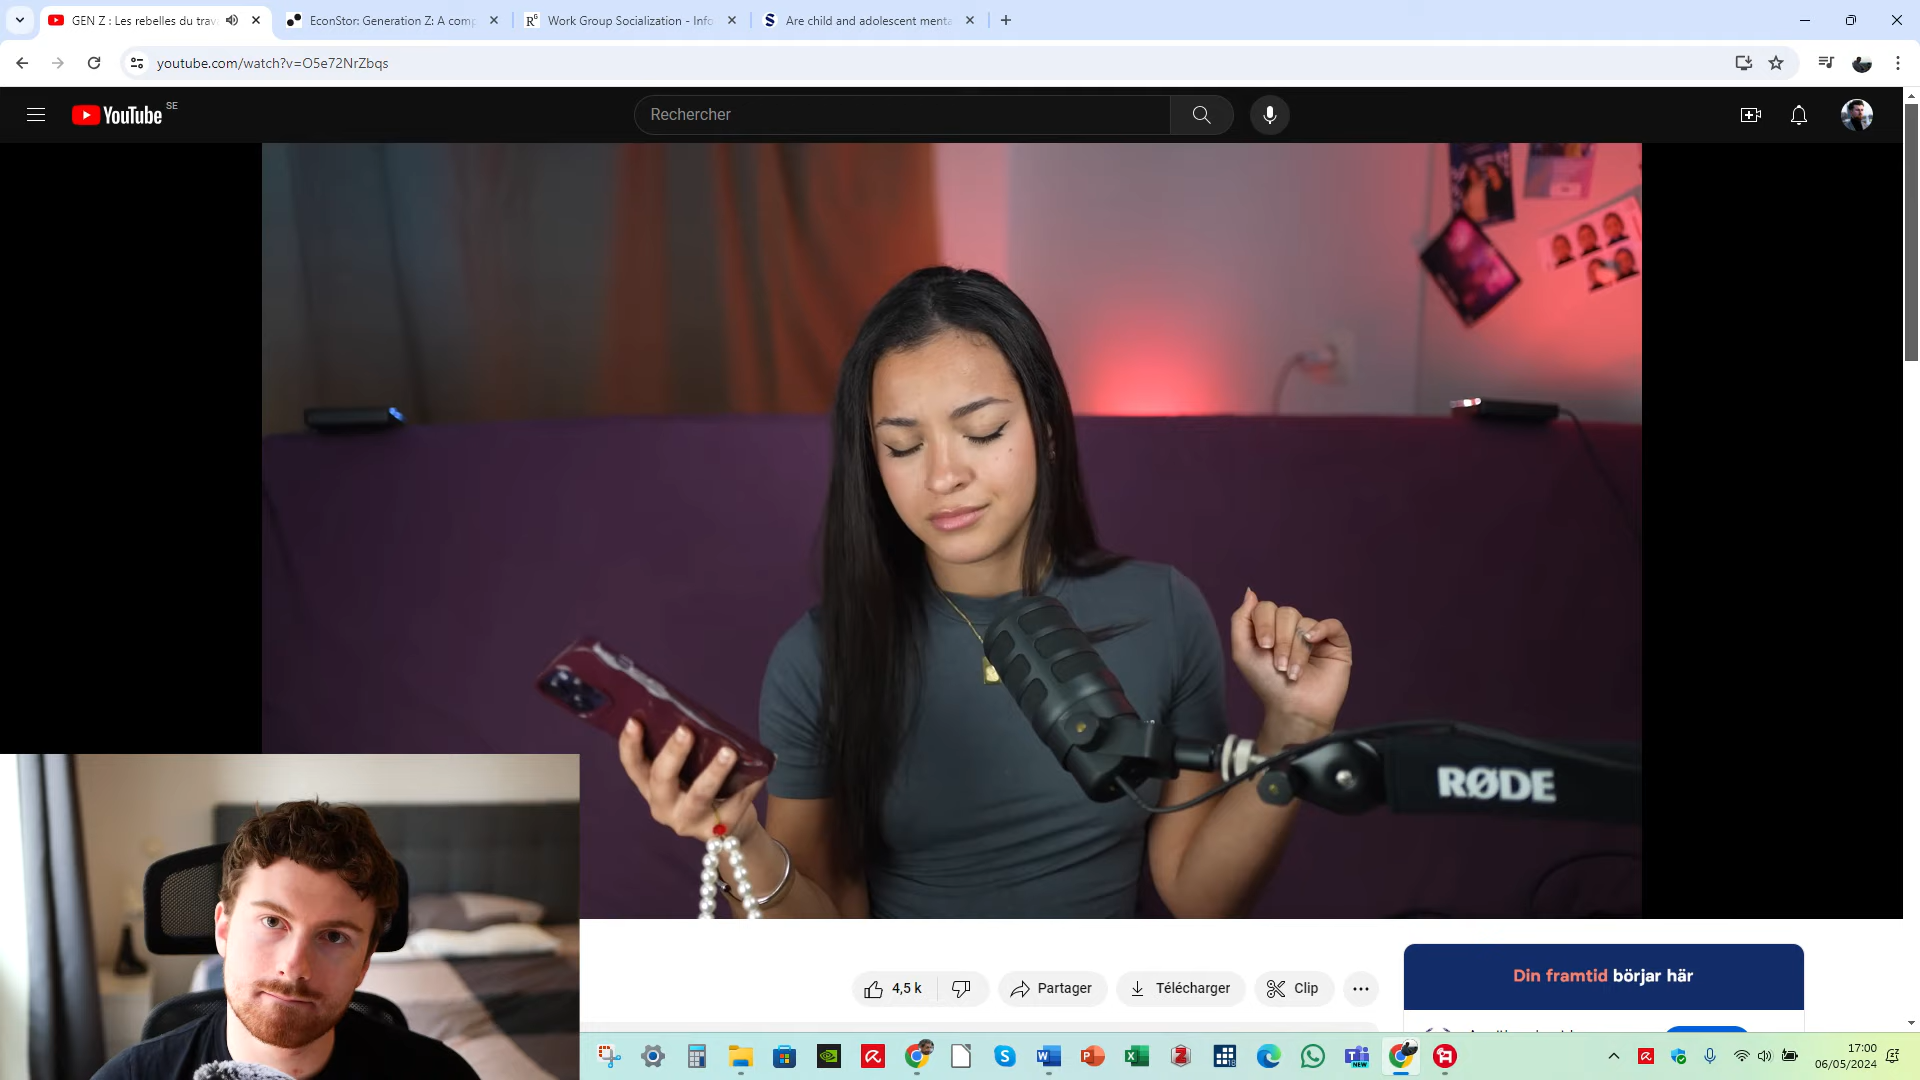 GEN Z : Les rebelles du trav
EconStor: Generation Z: A comp
Work Group Socialization - Info
Are child and adolescent menta
youtube.com/watch?v=O5e72NrZbqs
YouTube SE
Rechercher
RØDE
4,5 k
Partager
Télécharger
Clip
Din framtid börjar här
17:00
06/05/2024